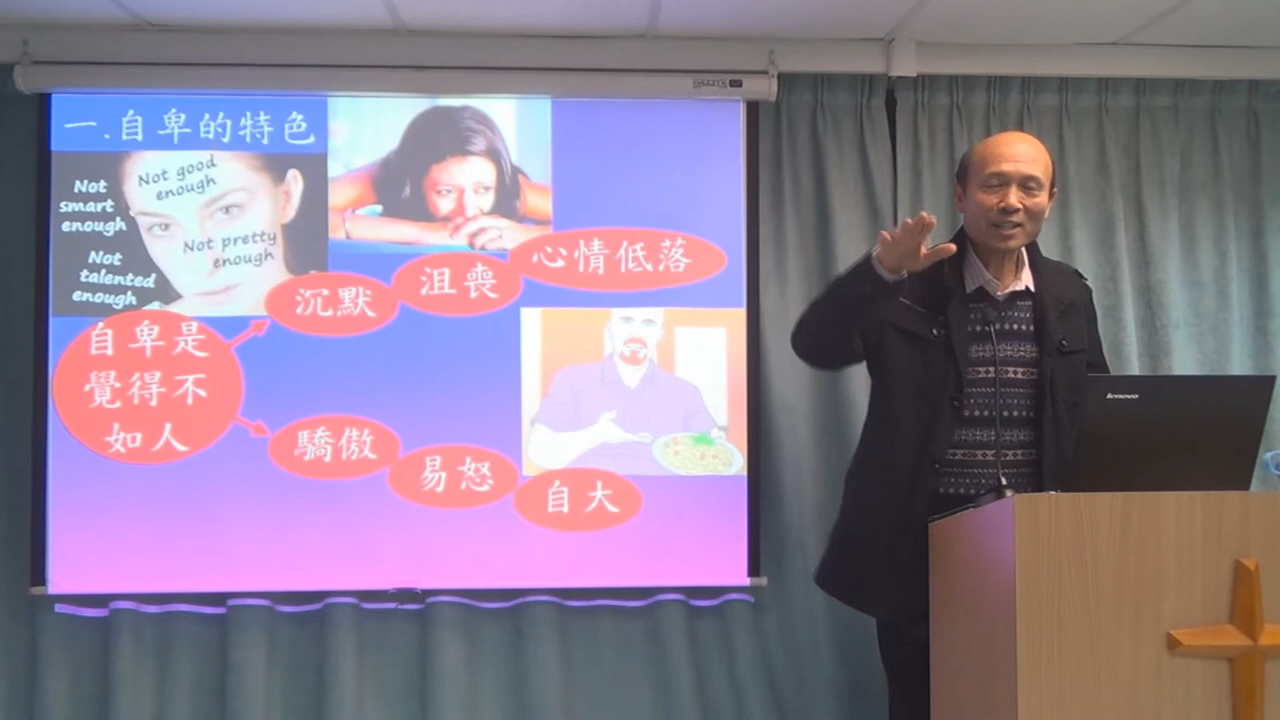 一.自卑的特色
Not good
enough
Not
smart
enough
Not pretty
enough
Not
talented
enough
心情低落
沮喪
沉默
自卑是
覺得不
如人
驕傲
易怒
自大
lenovo